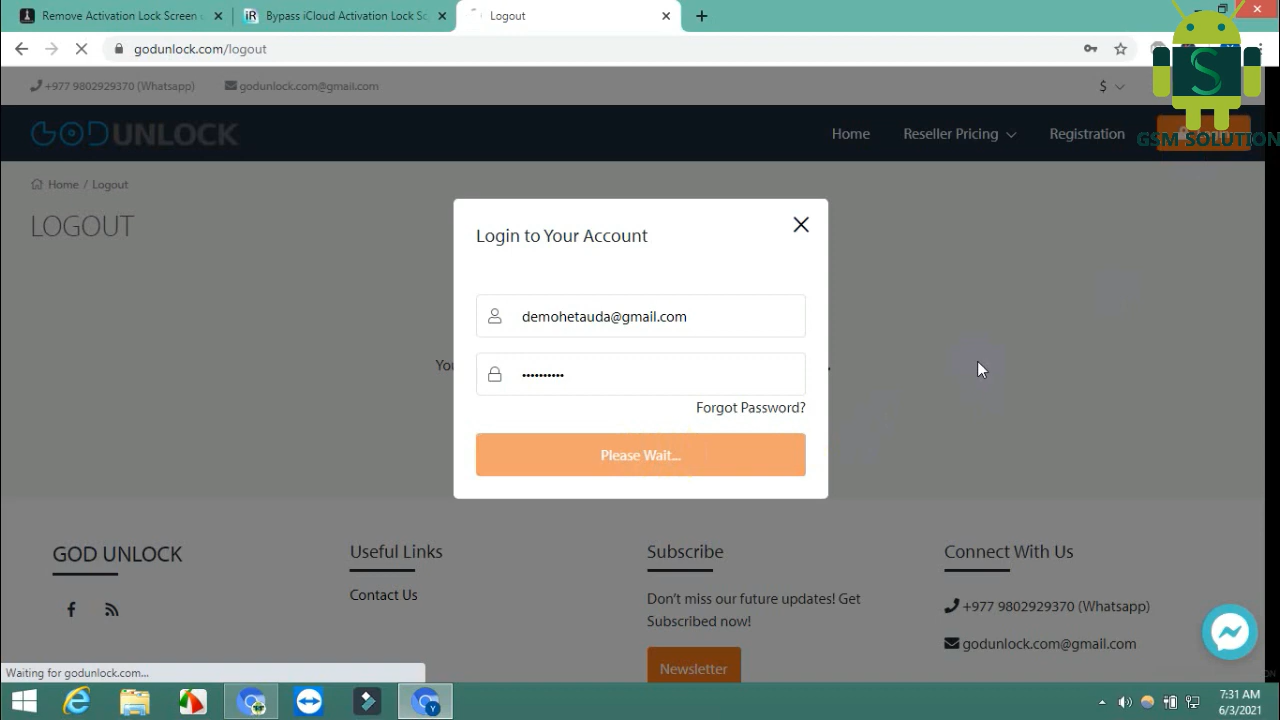 Remove Activation Lock Screen
Bypass iCloud Activation Lock Sc
Logout
godunlock.com/logout
+977 9802929370 (Whatsapp)
godunlock.com@gmail.com
$
GOD UNLOCK
Home
Reseller Pricing
Registration
S
GSM SOLUTION
Home / Logout
LOGOUT
Login to Your Account
demohetauda@gmail.com
••••••••••
Forgot Password?
Please Wait...
GOD UNLOCK
Useful Links
Contact Us
Subscribe
Don't miss our future updates! Get
Subscribed now!
Newsletter
Connect With Us
+977 9802929370 (Whatsapp)
godunlock.com@gmail.com
Waiting for godunlock.com...
7:31 AM
6/3/2021